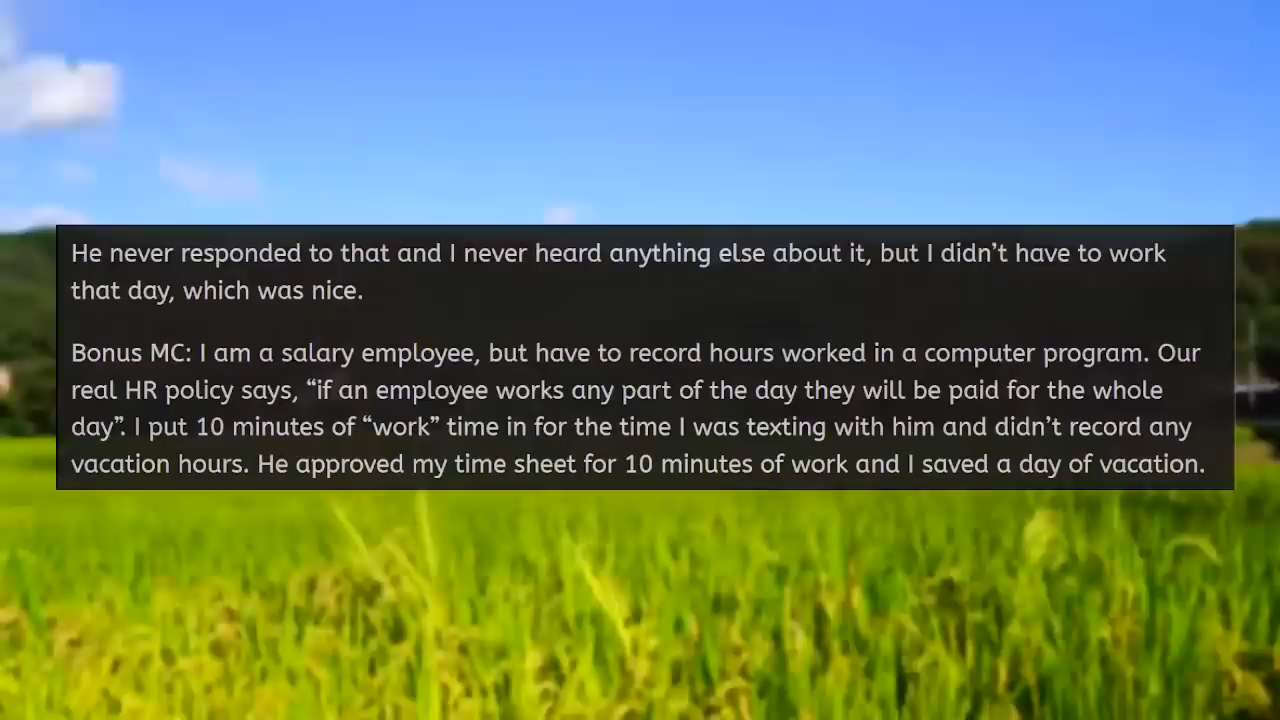 He never responded to that and I never heard anything else about it, but I didn’t have to work
that day, which was nice.
Bonus MC: I am a salary employee, but have to record hours worked in a computer program. Our
real HR policy says, “if an employee works any part of the day they will be paid for the whole
day”. I put 10 minutes of “work” time in for the time I was texting with him and didn’t record any
vacation hours. He approved my time sheet for 10 minutes of work and I saved a day of vacation.